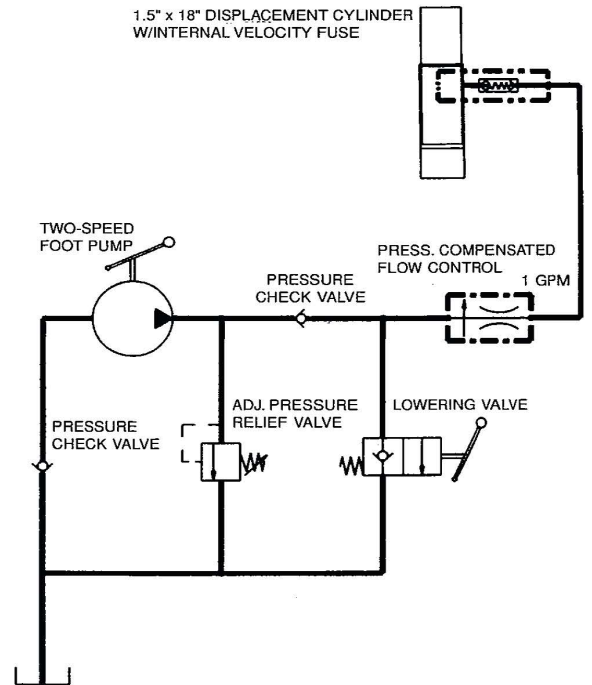 1.5" x 18" DISPLACEMENT CYLINDER
W/INTERNAL VELOCITY FUSE
TWO-SPEED
FOOT PUMP
PRESS. COMPENSATED
FLOW CONTROL
1 GPM
PRESSURE
CHECK VALVE
PRESSURE
CHECK VALVE
ADJ. PRESSURE
RELIEF VALVE
LOWERING VALVE